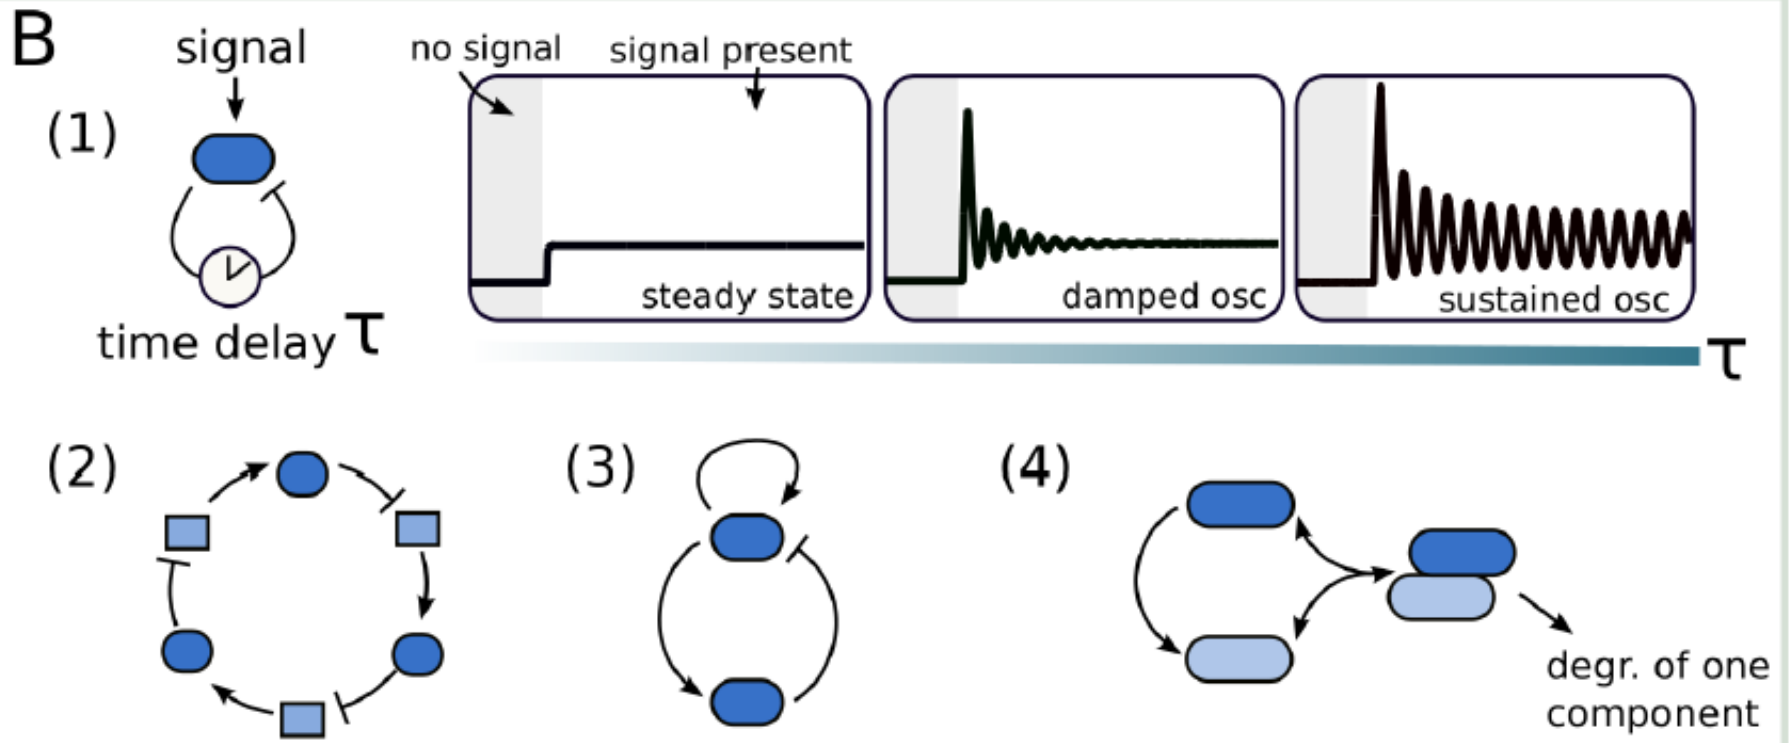 B
signal
no signal
signal present
(1)
steady state
damped osc
sustained osc
time delay τ
τ
(2)
(3)
(4)
degr. of one
component